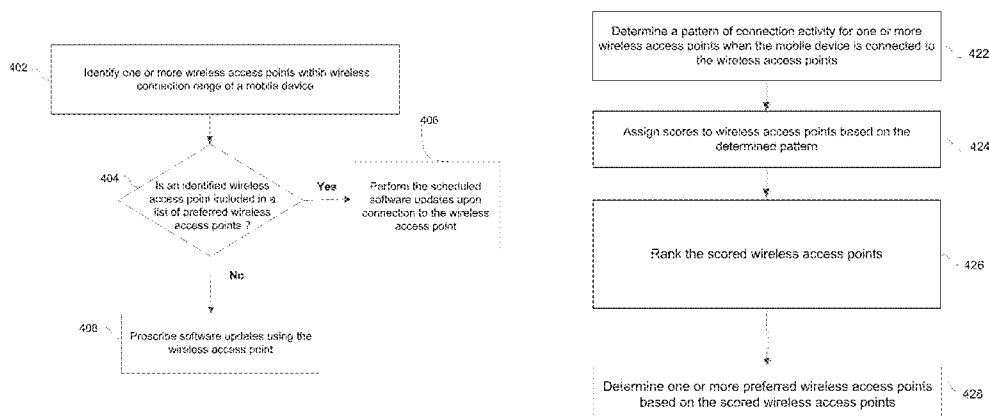 402
Identify one or more wireless access points within wireless
connection range of a mobile device
404
Is an identified wireless
access point included in a
list of preferred wireless
access points ?
Yes
406
Perform the scheduled
software updates upon
connection to the wireless
access point
No
408
Proscribe software updates using the
wireless access point
Determine a pattern of connection activity for one or more
wireless access points when the mobile device is connected to
the wireless access points
422
Assign scores to wireless access points based on the
determined pattern
424
Rank the scored wireless access points
426
Determine one or more preferred wireless access points
based on the scored wireless access points
428